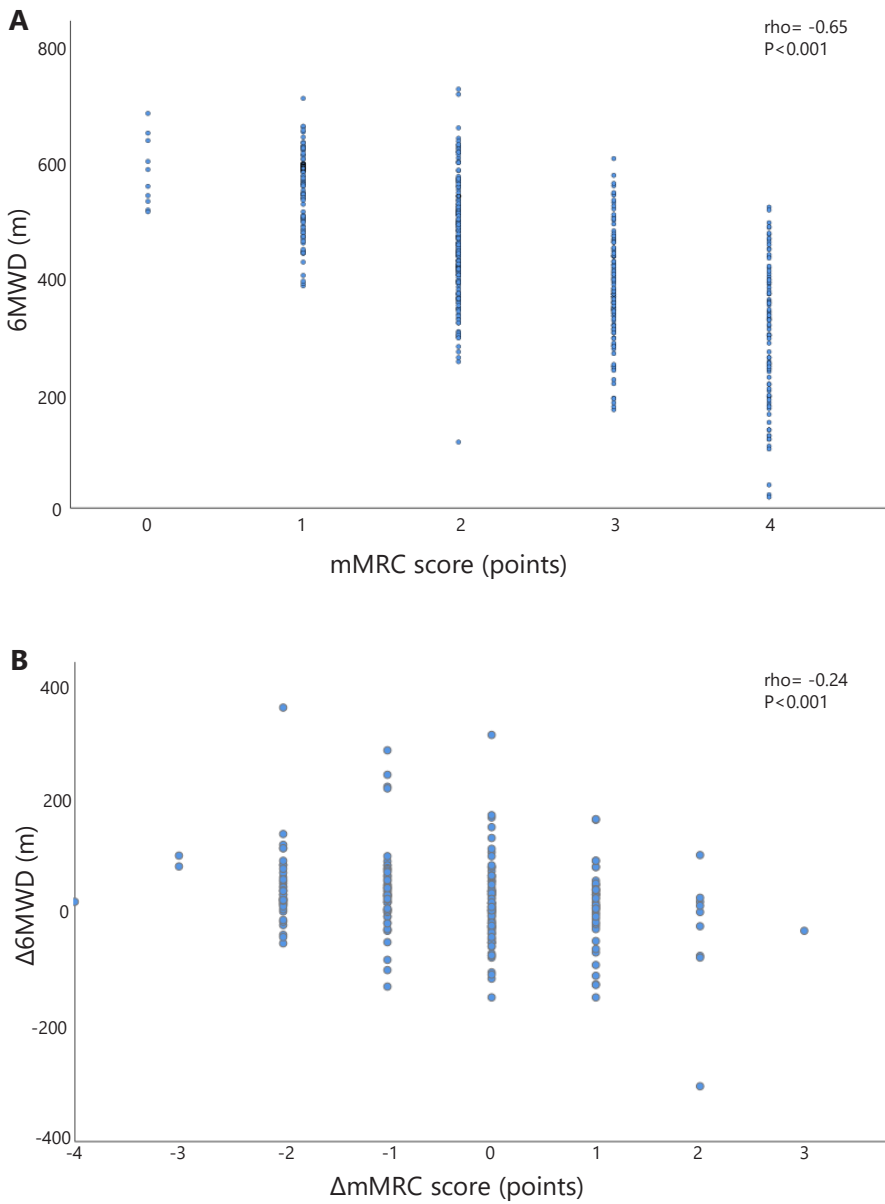 A
rho= -0.65
P<0.001
800
600
400
200
0
6MWD (m)
0 1 2 3 4
mMRC score (points)
B
rho= -0.24
P<0.001
400
200
0
-200
-400
Δ6MWD (m)
-4 -3 -2 -1 0 1 2 3
ΔmMRC score (points)